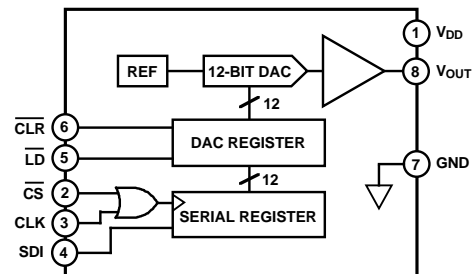 1 VDD
REF 12-BIT DAC 8 VOUT
12
CLR 6
DAC REGISTER
LD 5
7 GND
12
CS 2
CLK 3 SERIAL REGISTER
SDI 4